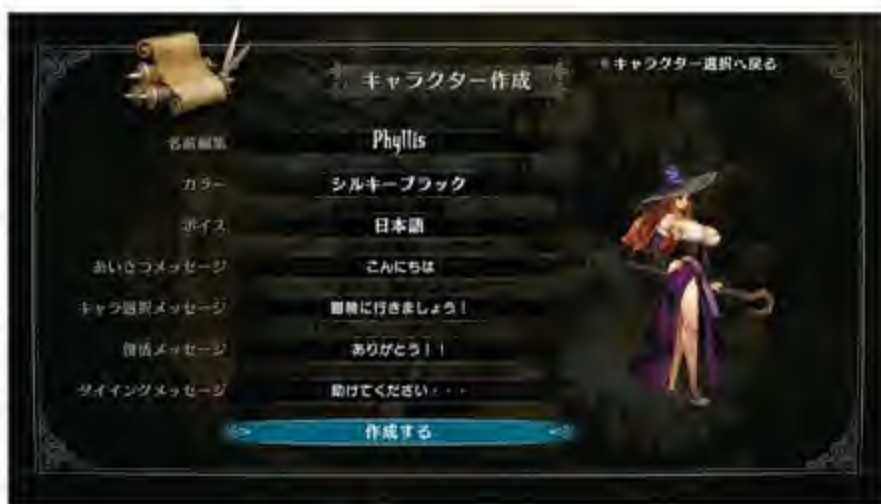 キャラクター作成
キャラクター選択へ戻る
名前編集 Phyllis
カラー シルキーブラック
ボイス 日本語
あいさつメッセージ こんにちは
キャラ選択メッセージ 冒険に行きましょう!
復活メッセージ ありがとう!!
ダイイングメッセージ 助けてください・・・
作成する